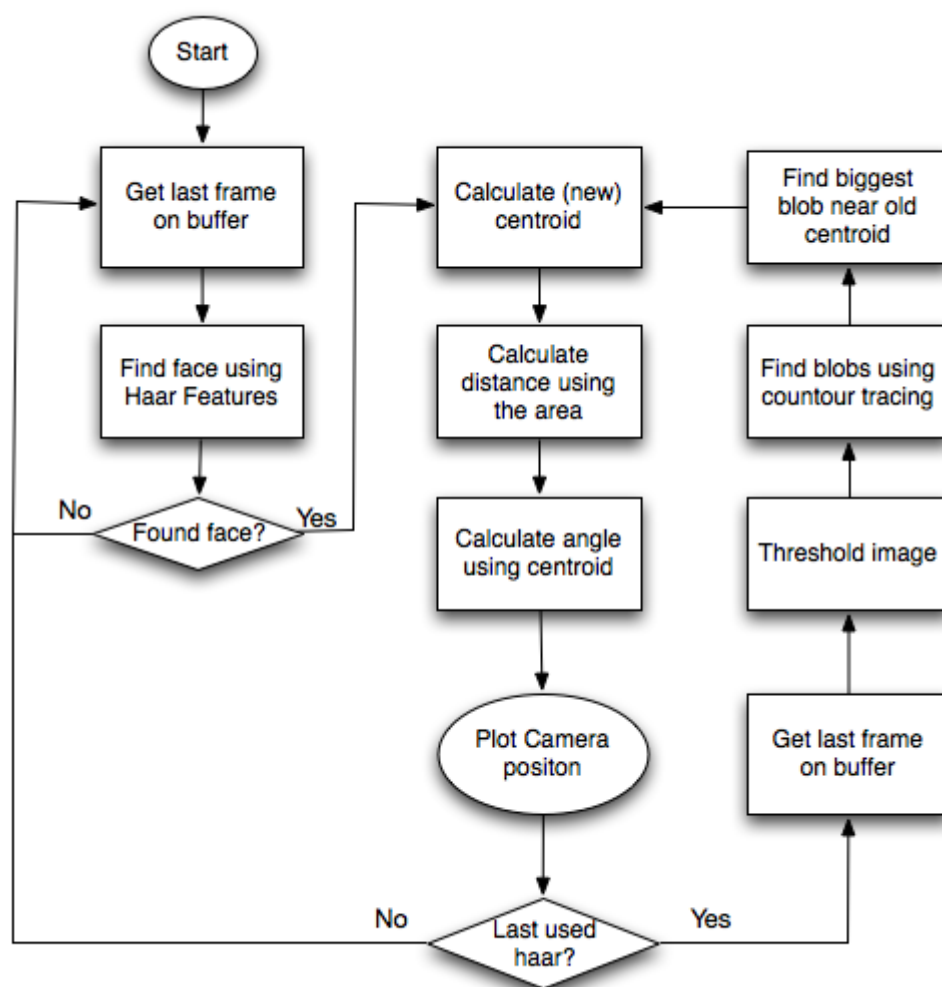 Start
Get last frame
on buffer
Find face using
Haar Features
Found face?
No
Yes
Calculate (new)
centroid
Calculate
distance using
the area
Calculate angle
using centroid
Plot Camera
positon
Last used
haar?
No
Yes
Get last frame
on buffer
Threshold image
Find blobs using
countour tracing
Find biggest
blob near old
centroid